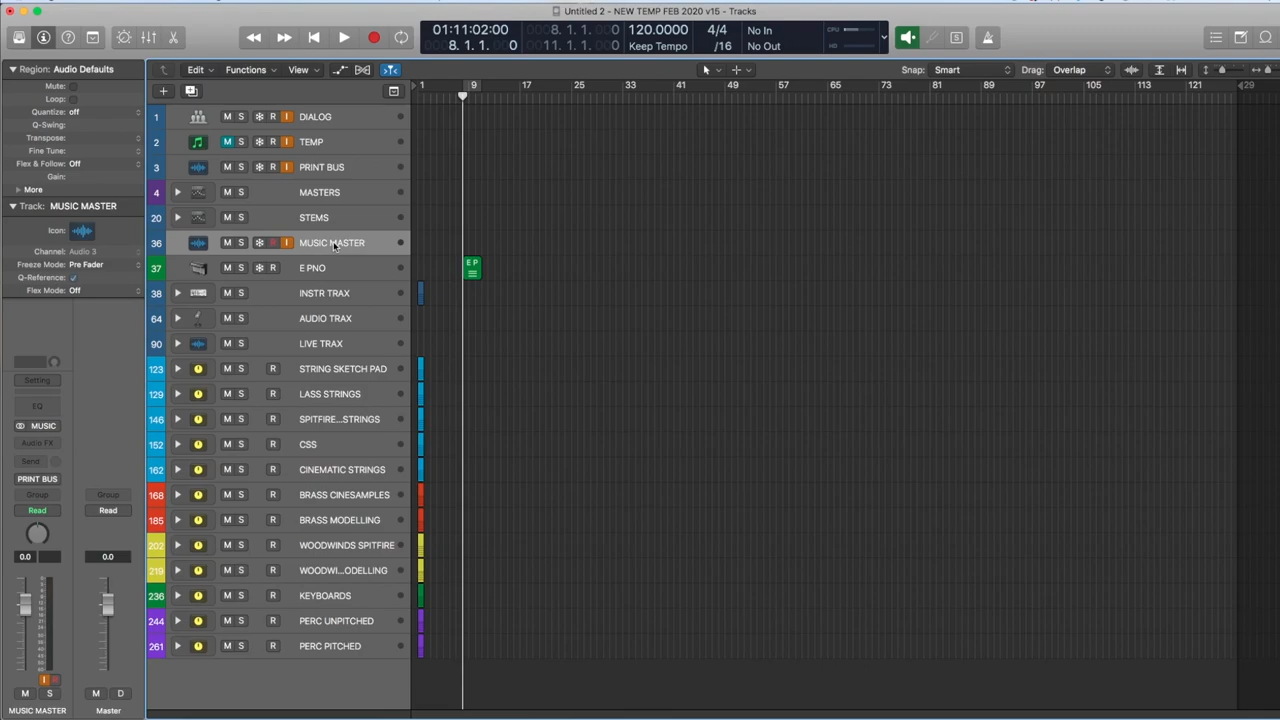 Untitled 2 - NEW TEMP FEB 2020 v15 - Tracks
01:11:02:00 0008. 1. 1. 0 120.0000 4/4 No In CPU
8. 1. 1. 0 0011. 1. 1. 0 Keep Tempo /16 No Out HD
Region: Audio Defaults
Edit Functions View Snap: Smart Drag: Overlap
Mute:
Loop:
Quantize: off
Q-Swing:
Transpose:
Fine Tune:
Flex & Follow: Off
Gain:
More
Track: MUSIC MASTER
Icon:
Channel: Audio 3
Freeze Mode: Pre Fader
Q-Reference:
Flex Mode: Off
1 9 17 25 33 41 49 57 65 73 81 89 97 105 113 121 29
1 M S R I DIALOG
2 M S R I TEMP
3 M S R I PRINT BUS
4 M S MASTERS
20 M S STEMS
36 M S R I MUSIC MASTER
37 M S R E PNO
E P
38 M S INSTR TRAX
64 M S AUDIO TRAX
90 M S LIVE TRAX
123 M S R STRING SKETCH PAD
129 M S R LASS STRINGS
146 M S R SPITFIRE...STRINGS
152 M S R CSS
162 M S R CINEMATIC STRINGS
168 M S R BRASS CINESAMPLES
185 M S R BRASS MODELLING
202 M S R WOODWINDS SPITFIRE
219 M S R WOODWI...ODELLING
236 M S R KEYBOARDS
244 M S R PERC UNPITCHED
261 M S R PERC PITCHED
Setting
EQ
MUSIC
Audio FX
Send
PRINT BUS
Group Group
Read Read
0.0 0.0
I R
M S M D
MUSIC MASTER Master